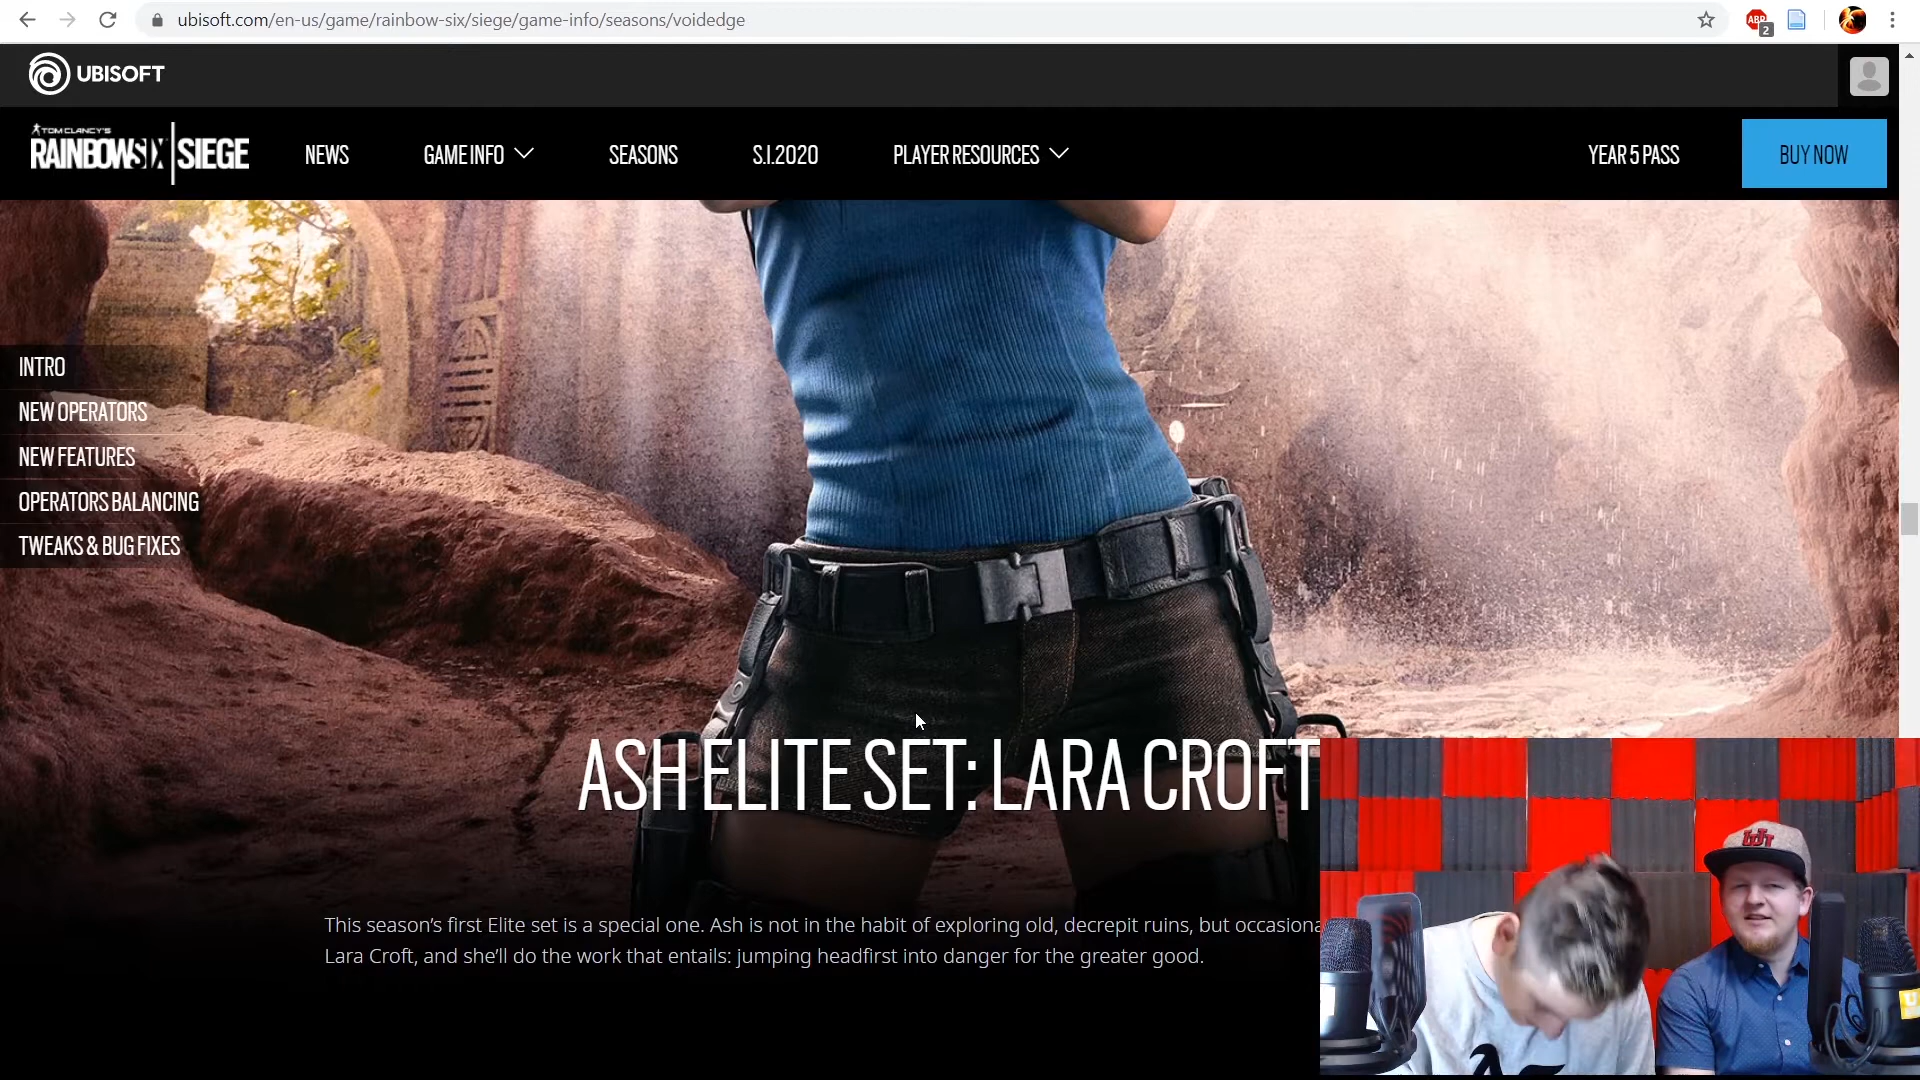 ubisoft.com/en-us/game/rainbow-six/siege/game-info/seasons/voidedge
ABP
2
UBISOFT
TOM CLANCY'S
RAINBOWSIX | SIEGE
NEWS
GAME INFO
SEASONS
S.I.2020
PLAYER RESOURCES
YEAR 5 PASS
BUY NOW
INTRO
NEW OPERATORS
NEW FEATURES
OPERATORS BALANCING
TWEAKS & BUG FIXES
ASH ELITE SET: LARA CROFT
This season's first Elite set is a special one. Ash is not in the habit of exploring old, decrepit ruins, but
Lara Croft, and she'll do the work that entails: jumping headfirst into danger for the greater good.